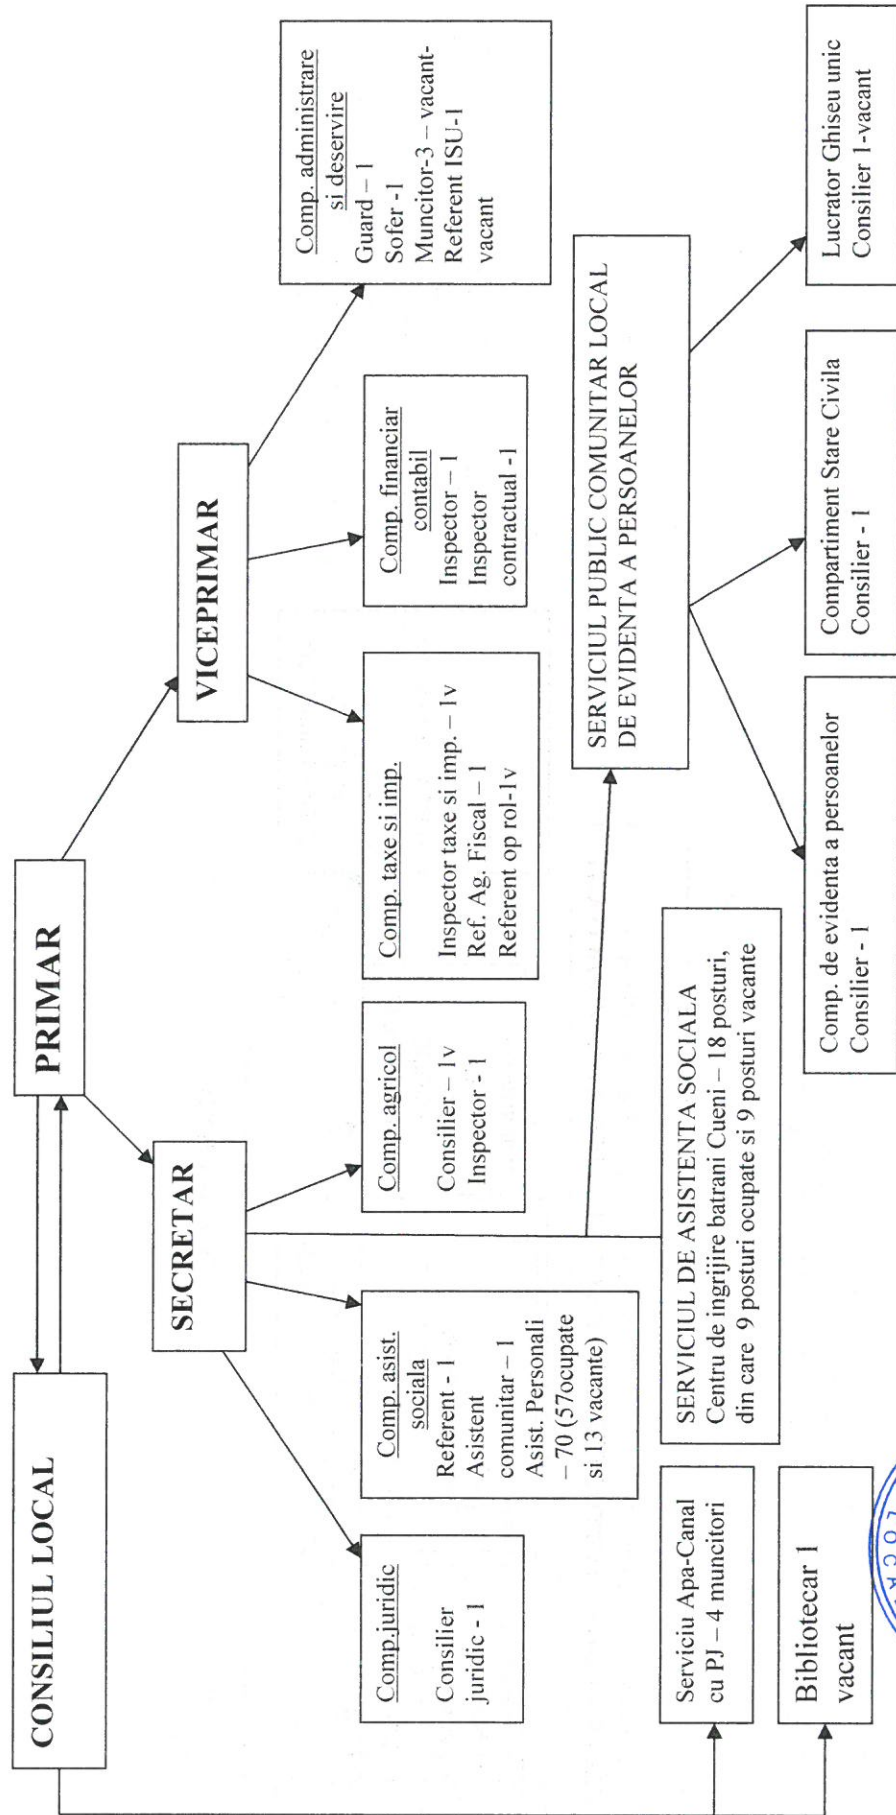 CONSILIUL LOCAL
PRIMAR
SECRETAR
VICEPRIMAR
Comp.juridic
Consilier
juridic - 1
Comp. asist.
sociala
Referent - 1
Asistent
comunitar – 1
Asist. Personali
– 70 (57ocupate
si 13 vacante)
Comp. agricol
Consilier – 1v
Inspector - 1
Comp. taxe si imp.
Inspector taxe si imp. – 1v
Ref. Ag. Fiscal – 1
Referent op rol-1v
Comp. financiar
contabil
Inspector – 1
Inspector
contractual -1
Comp. administrare
si deservire
Guard – 1
Sofer -1
Muncitor-3 – vacant-
Referent ISU-1
vacant
Serviciu Apa-Canal
cu PJ – 4 muncitori
Bibliotecar 1
vacant
SERVICIUL DE ASISTENTA SOCIALA
Centru de ingrijire batrani Cueni – 18 posturi,
din care 9 posturi ocupate si 9 posturi vacante
SERVICIUL PUBLIC COMUNITAR LOCAL
DE EVIDENTA A PERSOANELOR
Comp. de evidenta a persoanelor
Consilier - 1
Compartiment Stare Civila
Consilier - 1
Lucrator Ghiseu unic
Consilier 1-vacant